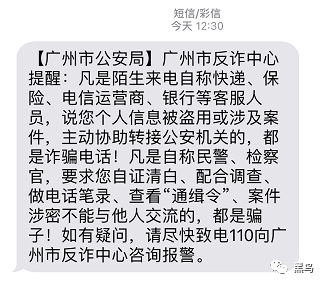 短信/彩信
今天 12:30
【广州市公安局】广州市反诈中心
提醒：凡是陌生来电自称快递、保
险、电信运营商、银行等客服人
员，说您个人信息被盗用或涉及案
件，主动协助转接公安机关的，都
是诈骗电话！凡是自称民警、检察
官，要求您自证清白、配合调查、
做电话笔录、查看“通缉令”、案件
涉密不能与他人交流的，都是骗
子！如有疑问，请尽快致电110向广
州市反诈中心咨询报警。
黑鸟